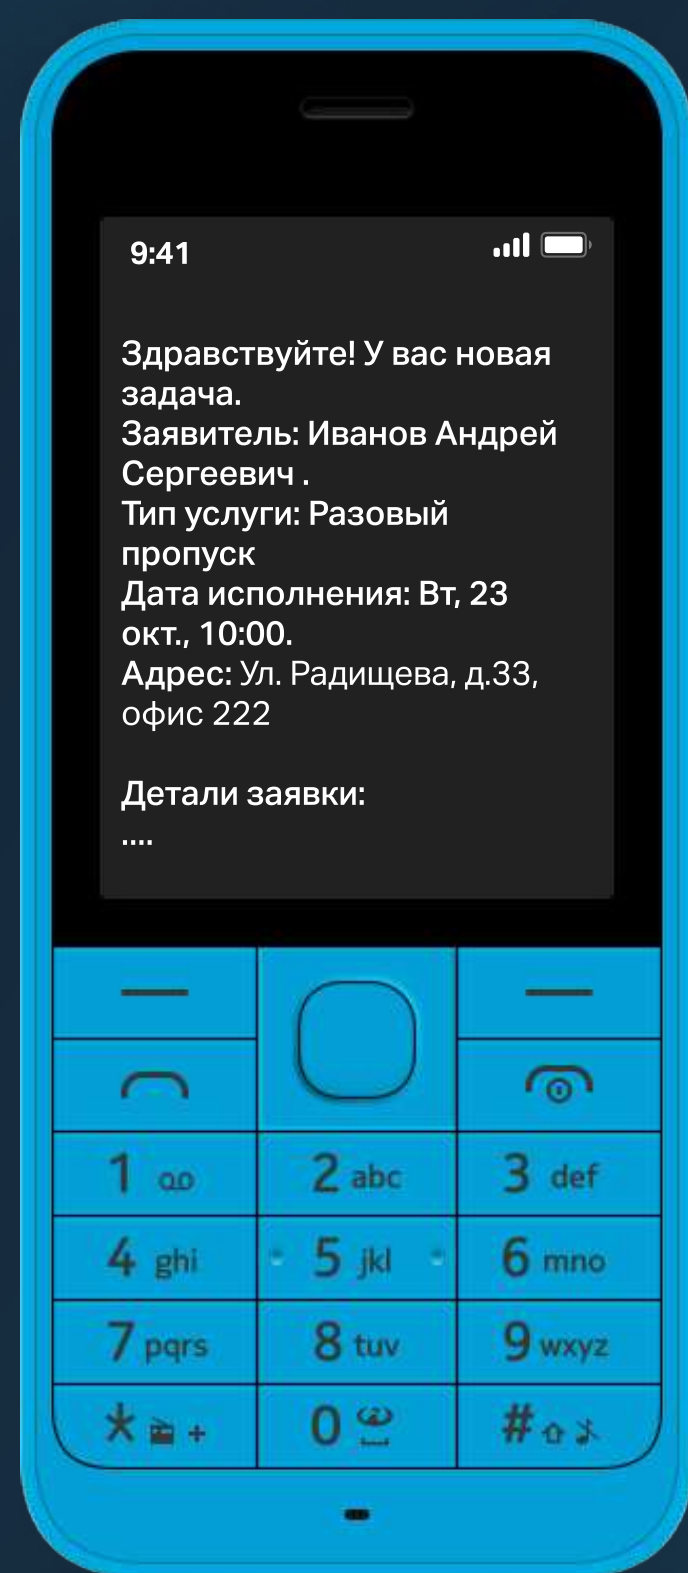 9:41
Здравствуйте! У вас новая
задача.
Заявитель: Иванов Андрей
Сергеевич .
Тип услуги: Разовый
пропуск
Дата исполнения: Вт, 23
окт., 10:00.
Адрес: Ул. Радищева, д.33,
офис 222
Детали заявки:
....
1
2 abc
3 def
4 ghi
5 jkl
6 mno
7 pqrs
8 tuv
9 wxyz
* +
0
#